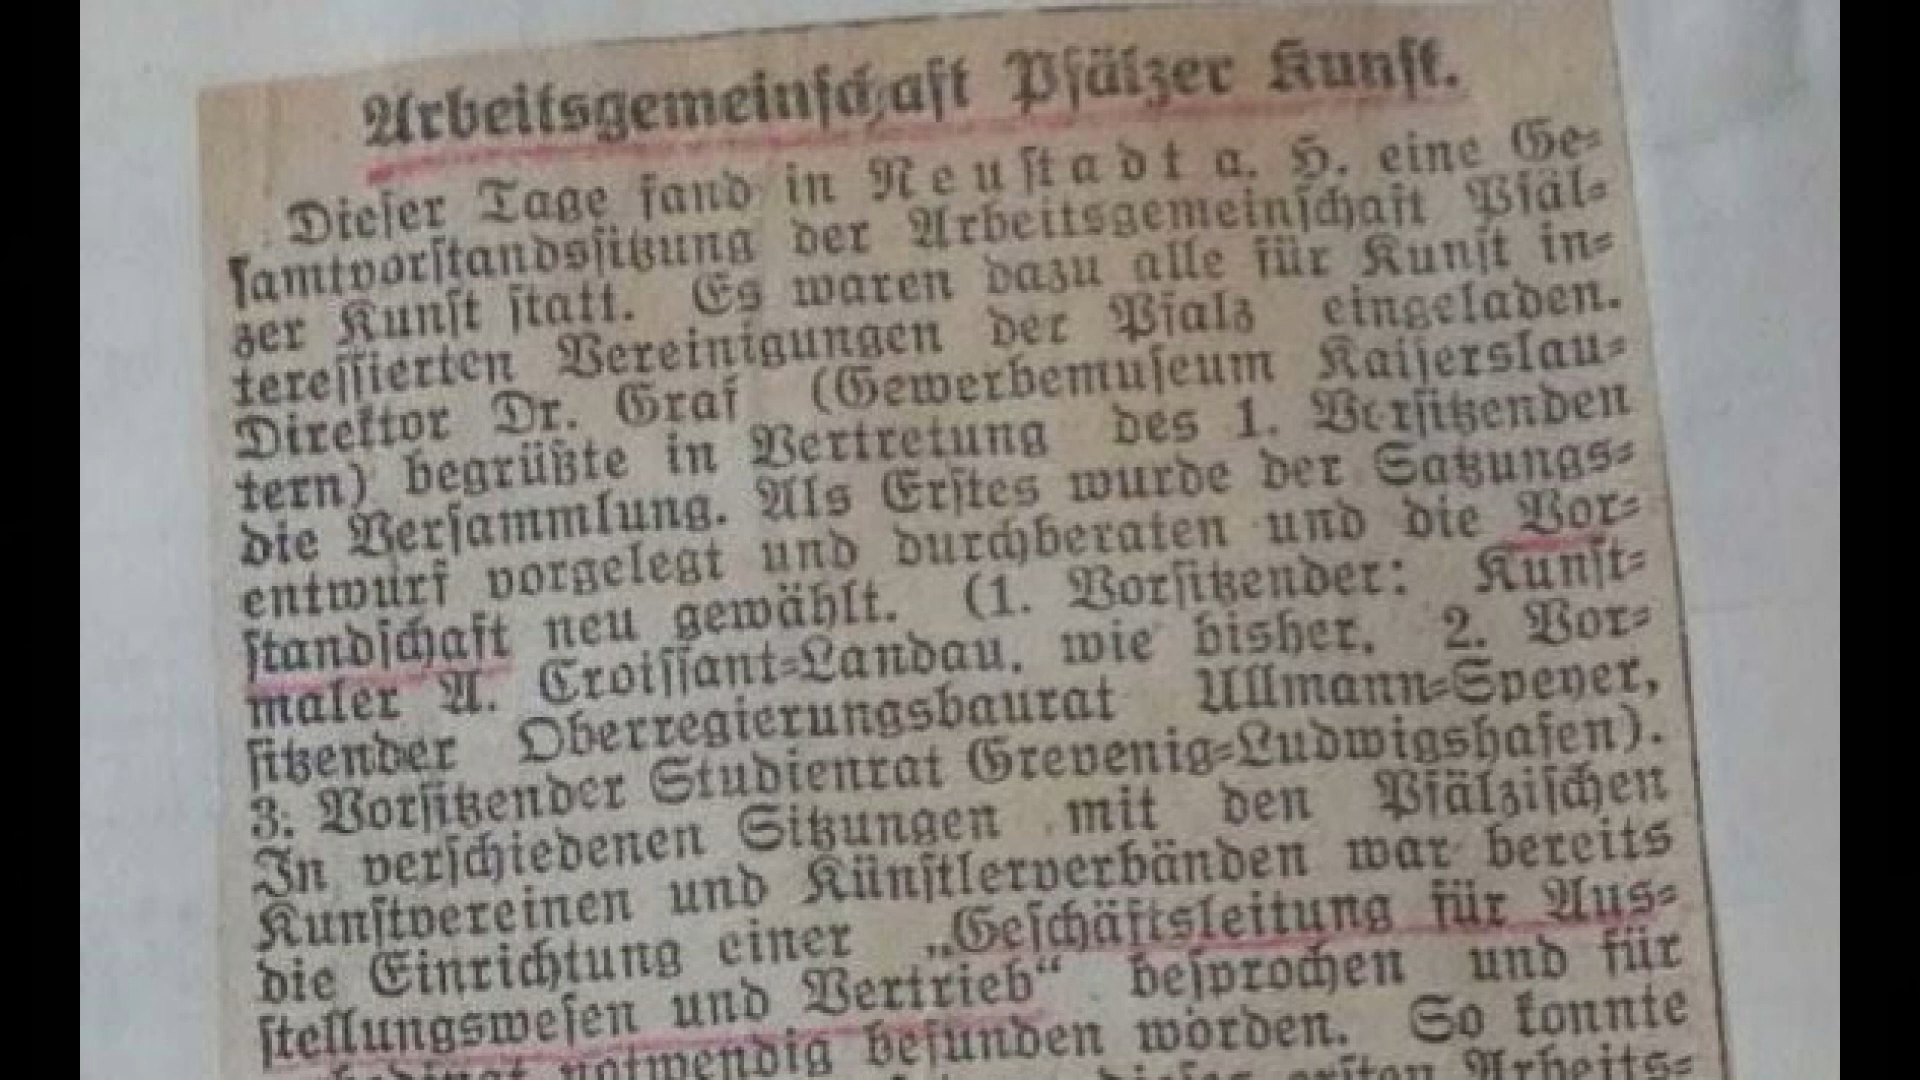 Arbeitsgemeinschaft Pfälzer Kunst.
Dieser Tage fand in Neustadt a. H. eine Ge-
samtvorstandssitzung der Arbeitsgemeinschaft Pfäl-
zer Kunst statt. Es waren dazu alle für Kunst in-
teressierten Vereinigungen der Pfalz eingeladen.
Direktor Dr. Graf (Gewerbemuseum Kaiserslau-
tern) begrüßte in Vertretung des 1. Vorsitzenden
die Versammlung. Als Erstes wurde der Satzungs-
entwurf vorgelegt und durchberaten und die Vor-
standschaft neu gewählt. (1. Vorsitzender: Kunst-
maler A. Croissant-Landau, wie bisher, 2. Vor-
sitzender Oberregierungsbaurat Ullmann-Speyer,
3. Vorsitzender Studienrat Grevenig-Ludwigshafen).
In verschiedenen Sitzungen mit den Pfälzischen
Kunstvereinen und Künstlerverbänden war bereits
die Einrichtung einer „Geschäftsleitung für Aus-
stellungswesen und Vertrieb“ besprochen und für
notwendig befunden worden. So konnte
dieses ersten Arbeits-